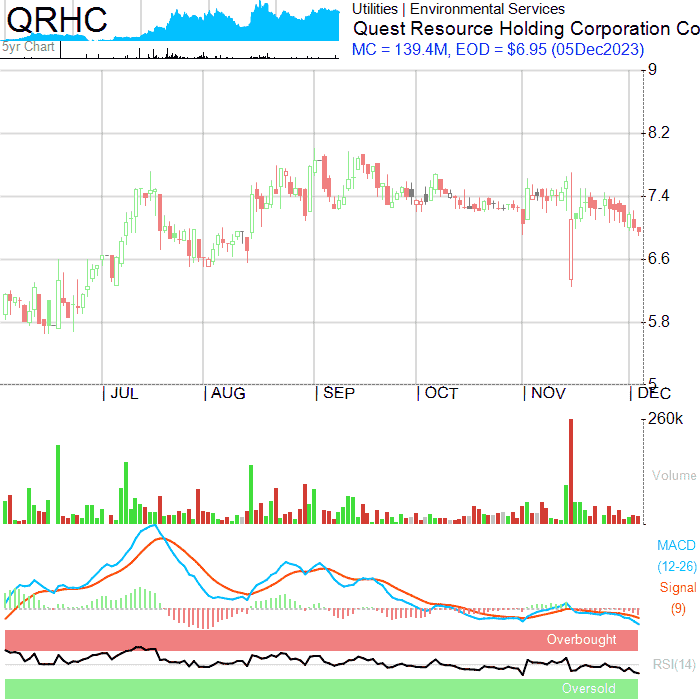 QRHC
5yr Chart
Utilities | Environmental Services
Quest Resource Holding Corporation Co
MC = 139.4M, EOD = $6.95 (05Dec2023)
9
8.2
7.4
6.6
5.8
5
JUL AUG SEP OCT NOV DEC
260k
Volume
MACD
(12-26)
Signal
(9)
Overbought
RSI(14)
Oversold